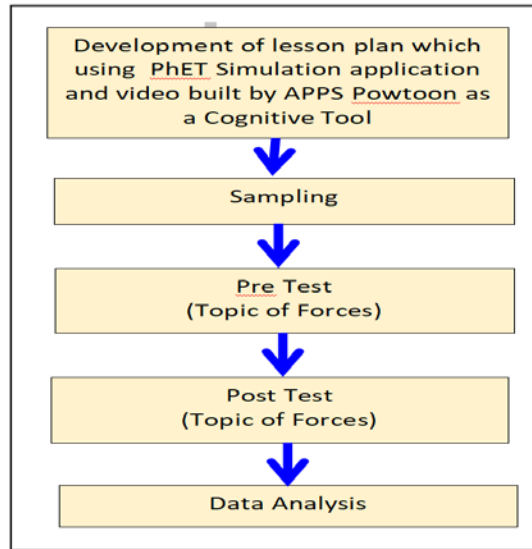 Development of lesson plan which
using PhET Simulation application
and video built by APPS Powtoon as
a Cognitive Tool
Sampling
Pre Test
(Topic of Forces)
Post Test
(Topic of Forces)
Data Analysis